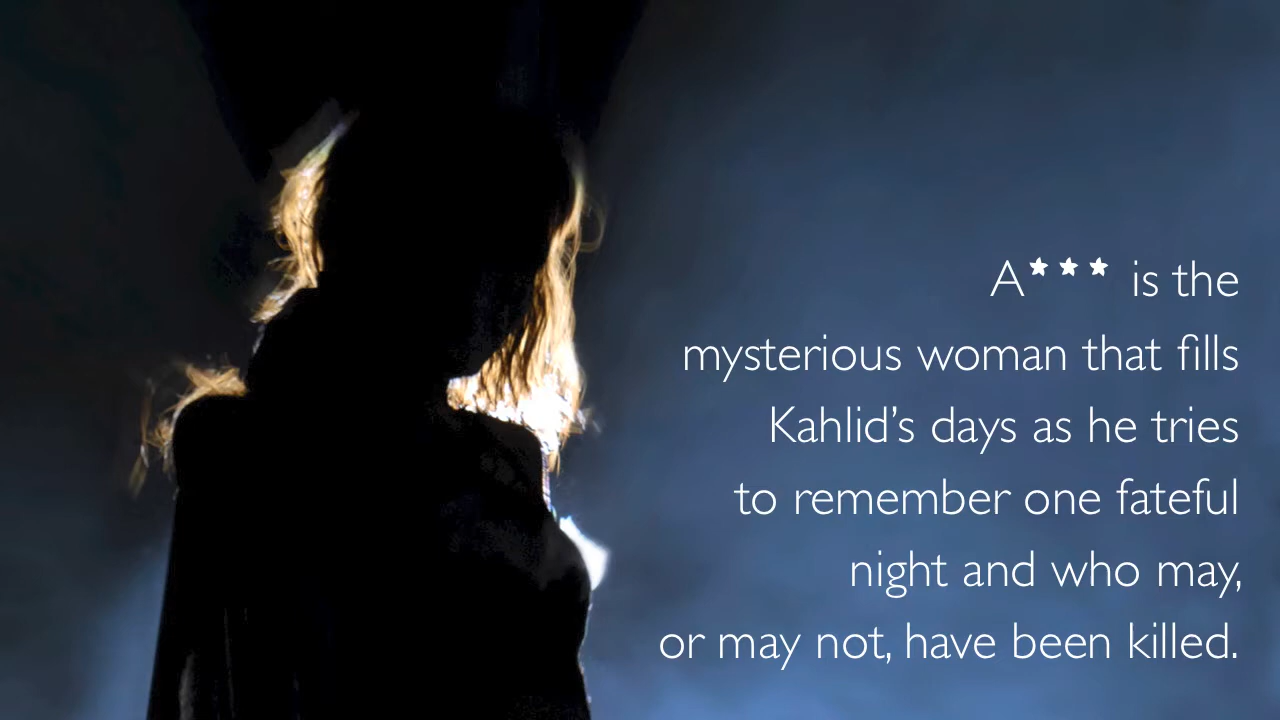 A*** is the
mysterious woman that fills
Kahlid’s days as he tries
to remember one fateful
night and who may,
or may not, have been killed.